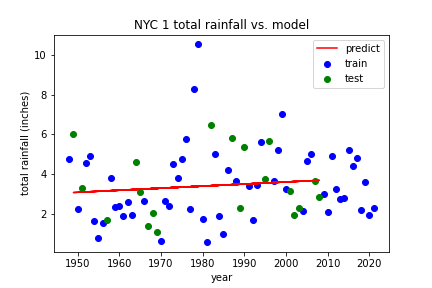 NYC 1 total rainfall vs. model
predict
train
test
total rainfall (inches)
10
8
6
4
2
1950 1960 1970 1980 1990 2000 2010 2020
year